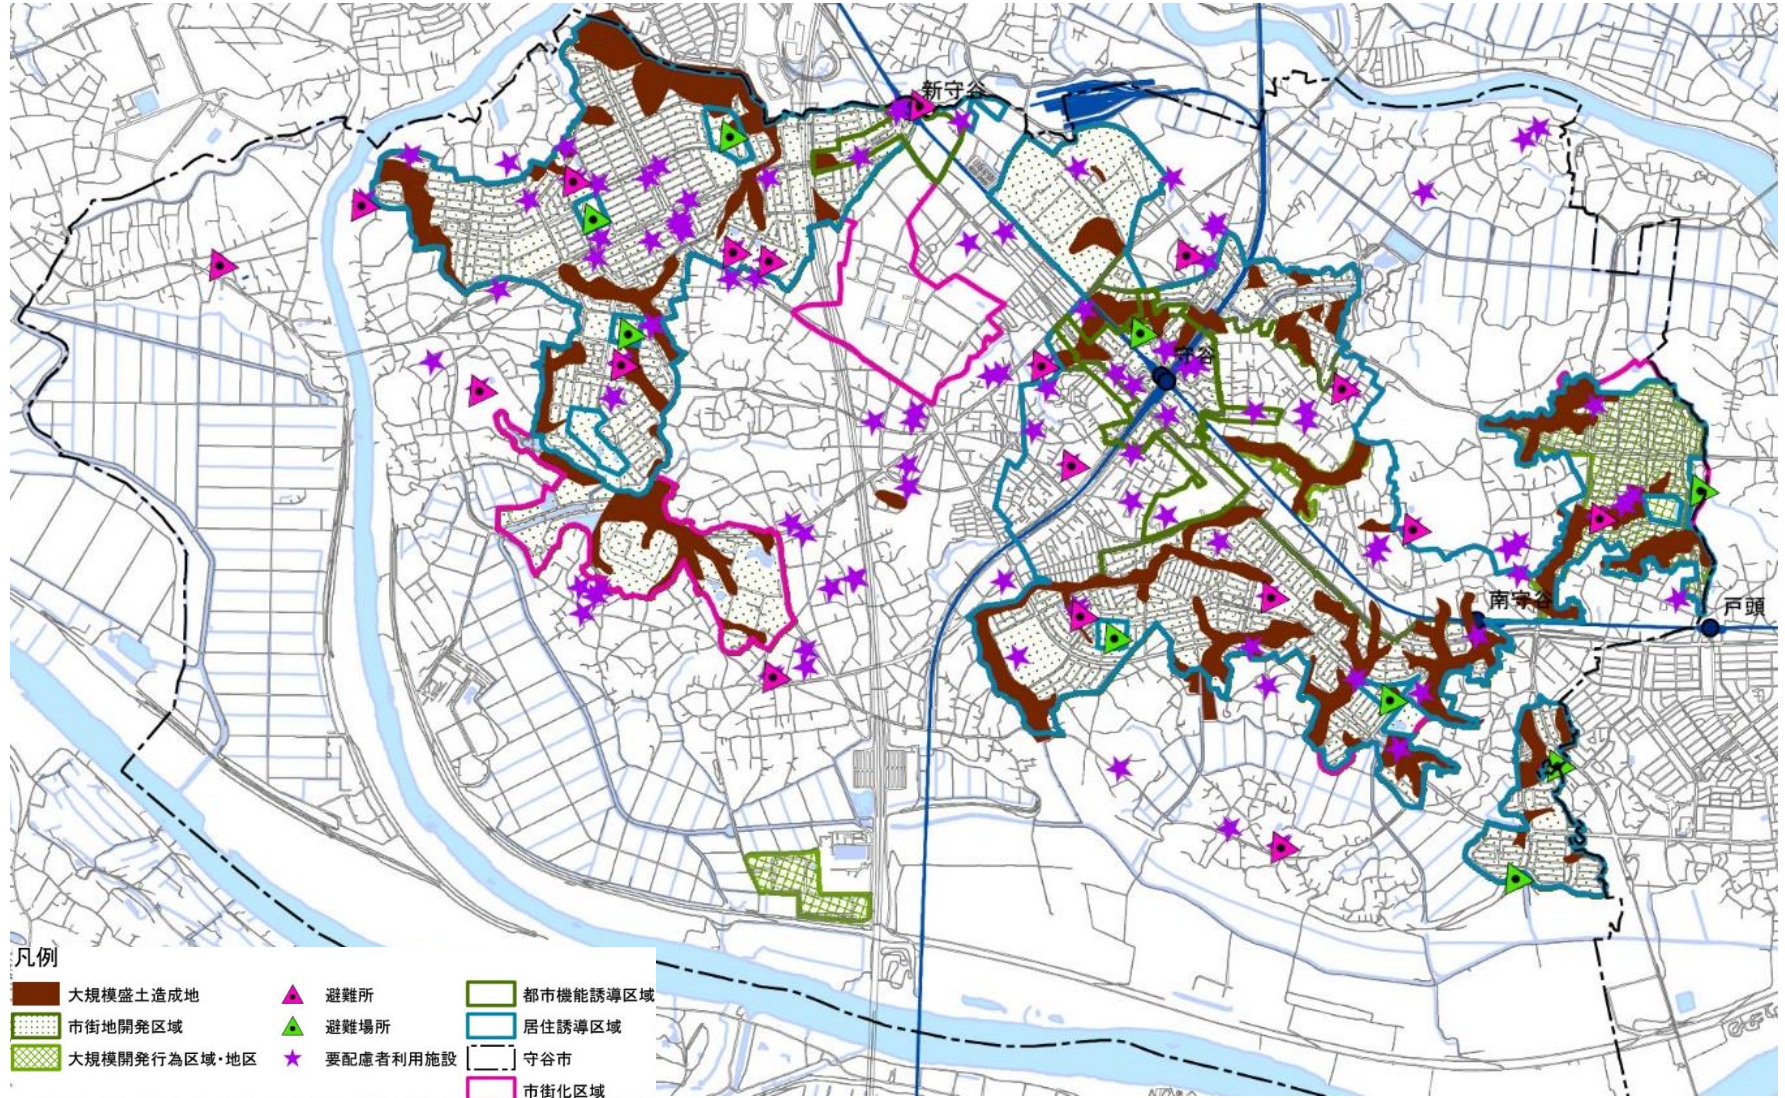 新守谷
守谷
南守谷
戸頭
凡例
大規模盛土造成地
避難所
都市機能誘導区域
市街地開発区域
避難場所
居住誘導区域
大規模開発行為区域・地区
要配慮者利用施設
守谷市
市街化区域